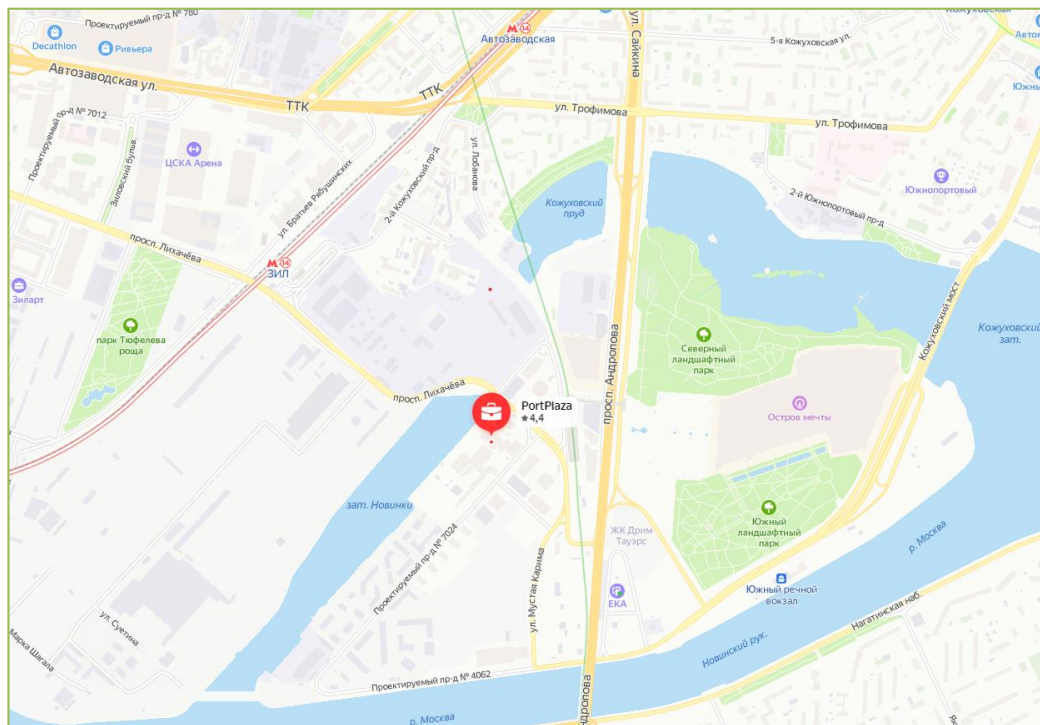 Проектируемый пр-д № 780
Decathlon
Ривьера
Автозаводская ул.
Проектируемый пр-д № 7012
ТТК
ТТК
М 14
Автозаводская
ул. Сайкина
5-я Кожуховская ул.
Кожуховская
Южный
ул. Трофимова
ул. Трофимова
ЦСКА Арена
Зиловский бульв.
ул. Братьев Рябушинских
2-й Кожуховский пр-д
ул. Лобанова
Кожуховский
пруд
Южнопортовый
2-й Южнопортовый пр-д
просп. Лихачёва
М 14
ЗИЛ
Зиларт
парк Тюфелева
роща
просп. Лихачёва
просп. Андропова
Северный
ландшафтный
парк
Кожуховский мост
Кожуховский
зат.
PortPlaza
4,4
Остров мечты
зат. Новинки
Проектируемый пр-д № 7024
ул. Мустая Карима
ЖК Дрим
Тауэрс
ЕКА
Южный
ландшафтный
парк
р. Москва
Южный речной
вокзал
Нагатинская наб.
Новинский рук.
ул. Суетина
Марка Шагала
Проектируемый пр-д № 4062
р. Москва